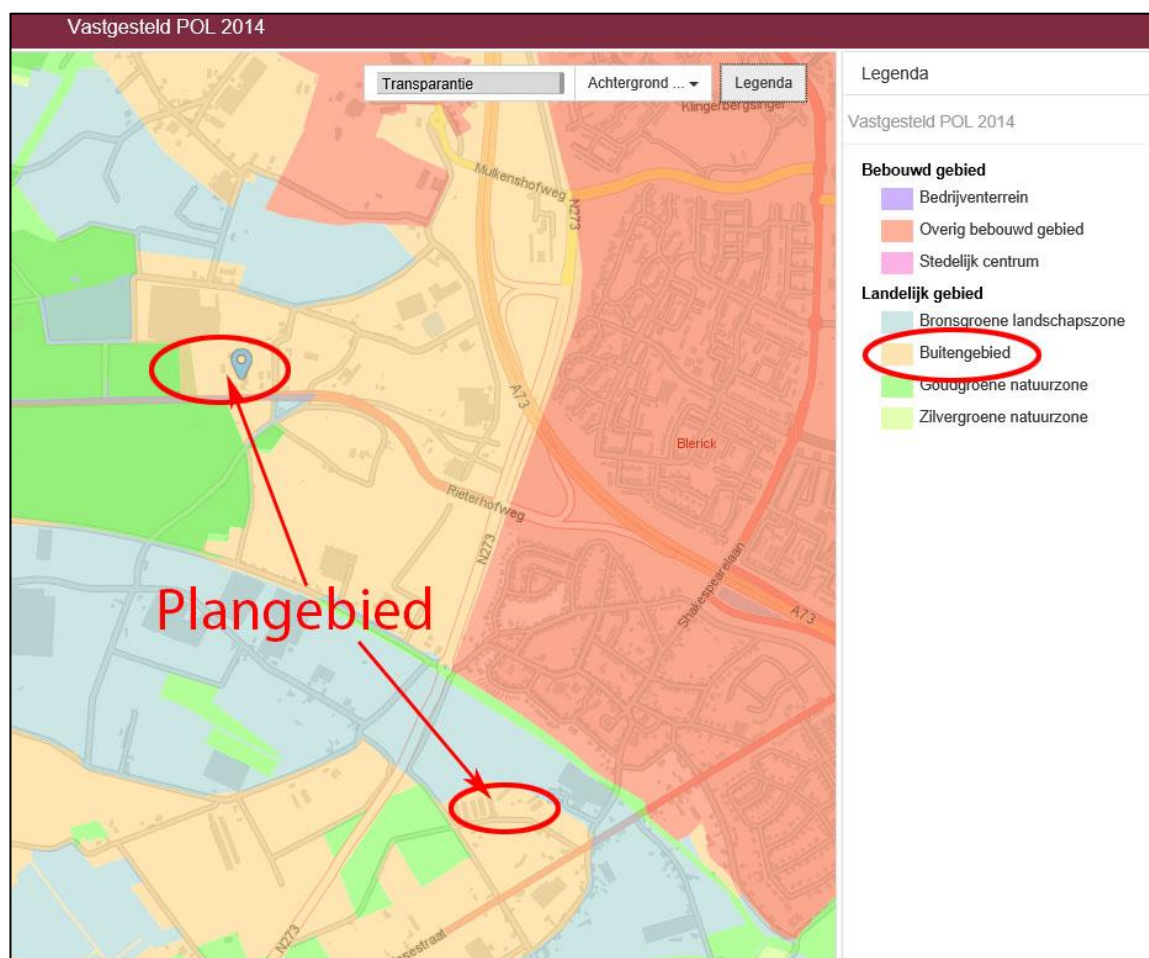 Vastgesteld POL 2014
Transparantie
Achtergrond ...
Legenda
Klingerbergsingel
Mulkenshofweg
N273
A73
Blerick
Rieterhofweg
N273
Shakespearelaan
A73
Plangebied
N273
Legenda
Vastgesteld POL 2014
Bebouwd gebied
Bedrijventerrein
Overig bebouwd gebied
Stedelijk centrum
Landelijk gebied
Bronsgroene landschapszone
Buitengebied
Goudgroene natuurzone
Zilvergroene natuurzone